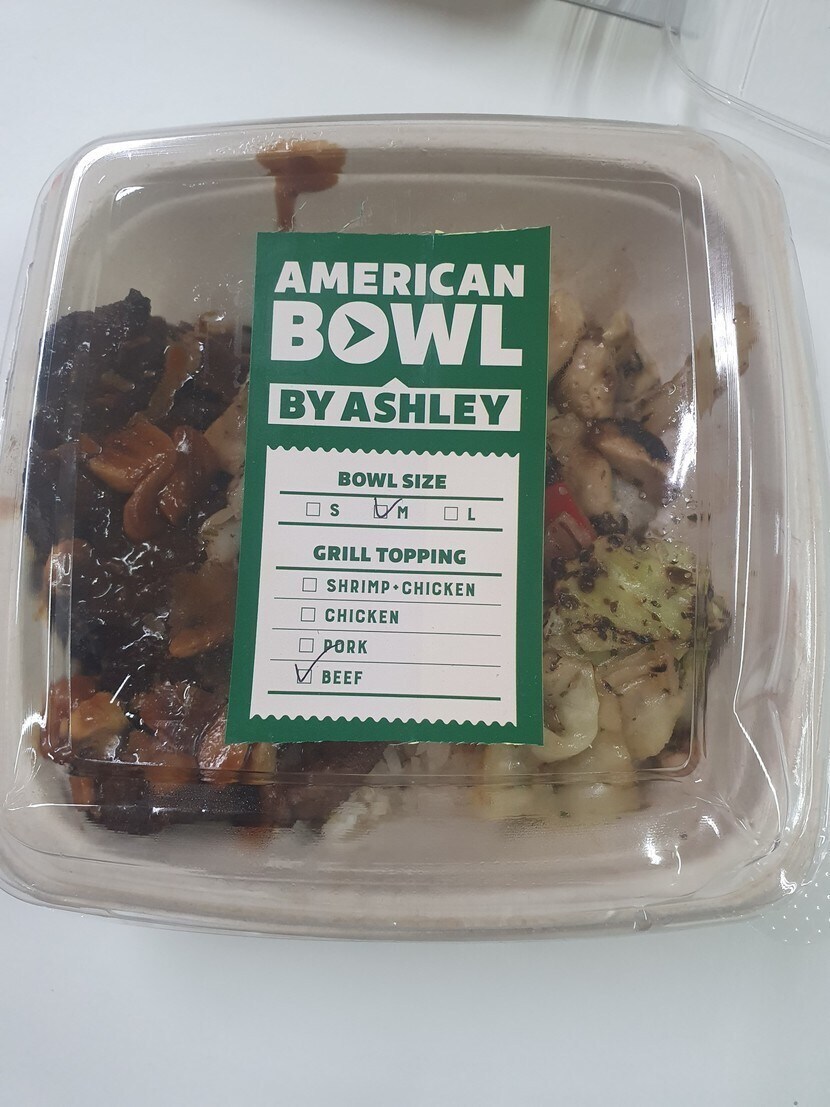 AMERICAN
BOWL
BY ASHLEY
BOWL SIZE
☐ S ☑ M ☐ L
GRILL TOPPING
☐ SHRIMP+CHICKEN
☐ CHICKEN
☐ PORK
☑ BEEF